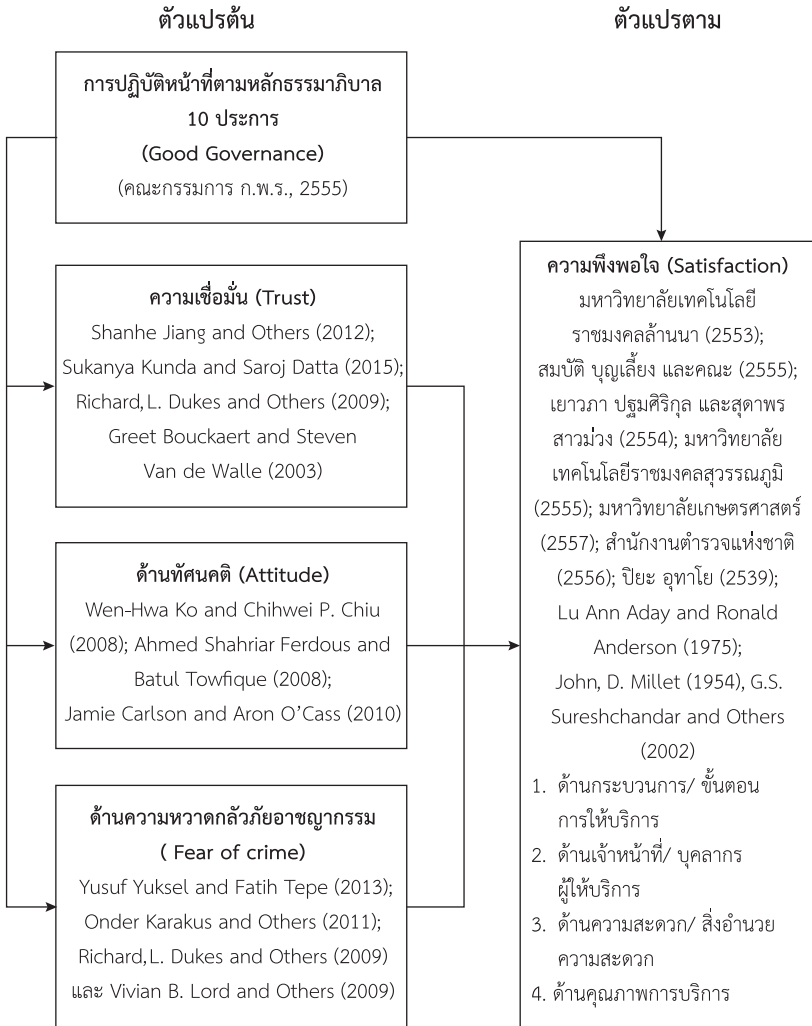 ตัวแปรต้น
ตัวแปรตาม
การปฏิบัติหน้าที่ตามหลักธรรมาภิบาล
10 ประการ
(Good Governance)
(คณะกรรมการ ก.พ.ร., 2555)
ความเชื่อมั่น (Trust)
Shanhe Jiang and Others (2012);
Sukanya Kunda and Saroj Datta (2015);
Richard,L. Dukes and Others (2009);
Greet Bouckaert and Steven
Van de Walle (2003)
ด้านทัศนคติ (Attitude)
Wen-Hwa Ko and Chihwei P. Chiu
(2008); Ahmed Shahriar Ferdous and
Batul Towfique (2008);
Jamie Carlson and Aron O’Cass (2010)
ด้านความหวาดกลัวภัยอาชญากรรม
( Fear of crime)
Yusuf Yuksel and Fatih Tepe (2013);
Onder Karakus and Others (2011);
Richard,L. Dukes and Others (2009)
และ Vivian B. Lord and Others (2009)
ความพึงพอใจ (Satisfaction)
มหาวิทยาลัยเทคโนโลยี
ราชมงคลล้านนา (2553);
สมบัติ บุญเลี้ยง และคณะ (2555);
เยาวภา ปฐมศิริกุล และสุดาพร
สาวม่วง (2554); มหาวิทยาลัย
เทคโนโลยีราชมงคลสุวรรณภูมิ
(2555); มหาวิทยาลัยเกษตรศาสตร์
(2557); สำนักงานตำรวจแห่งชาติ
(2556); ปิยะ อุทาโย (2539);
Lu Ann Aday and Ronald
Anderson (1975);
John, D. Millet (1954), G.S.
Sureshchandar and Others
(2002)
1. ด้านกระบวนการ/ ขั้นตอน
การให้บริการ
2. ด้านเจ้าหน้าที่/ บุคลากร
ผู้ให้บริการ
3. ด้านความสะดวก/ สิ่งอำนวย
ความสะดวก
4. ด้านคุณภาพการบริการ